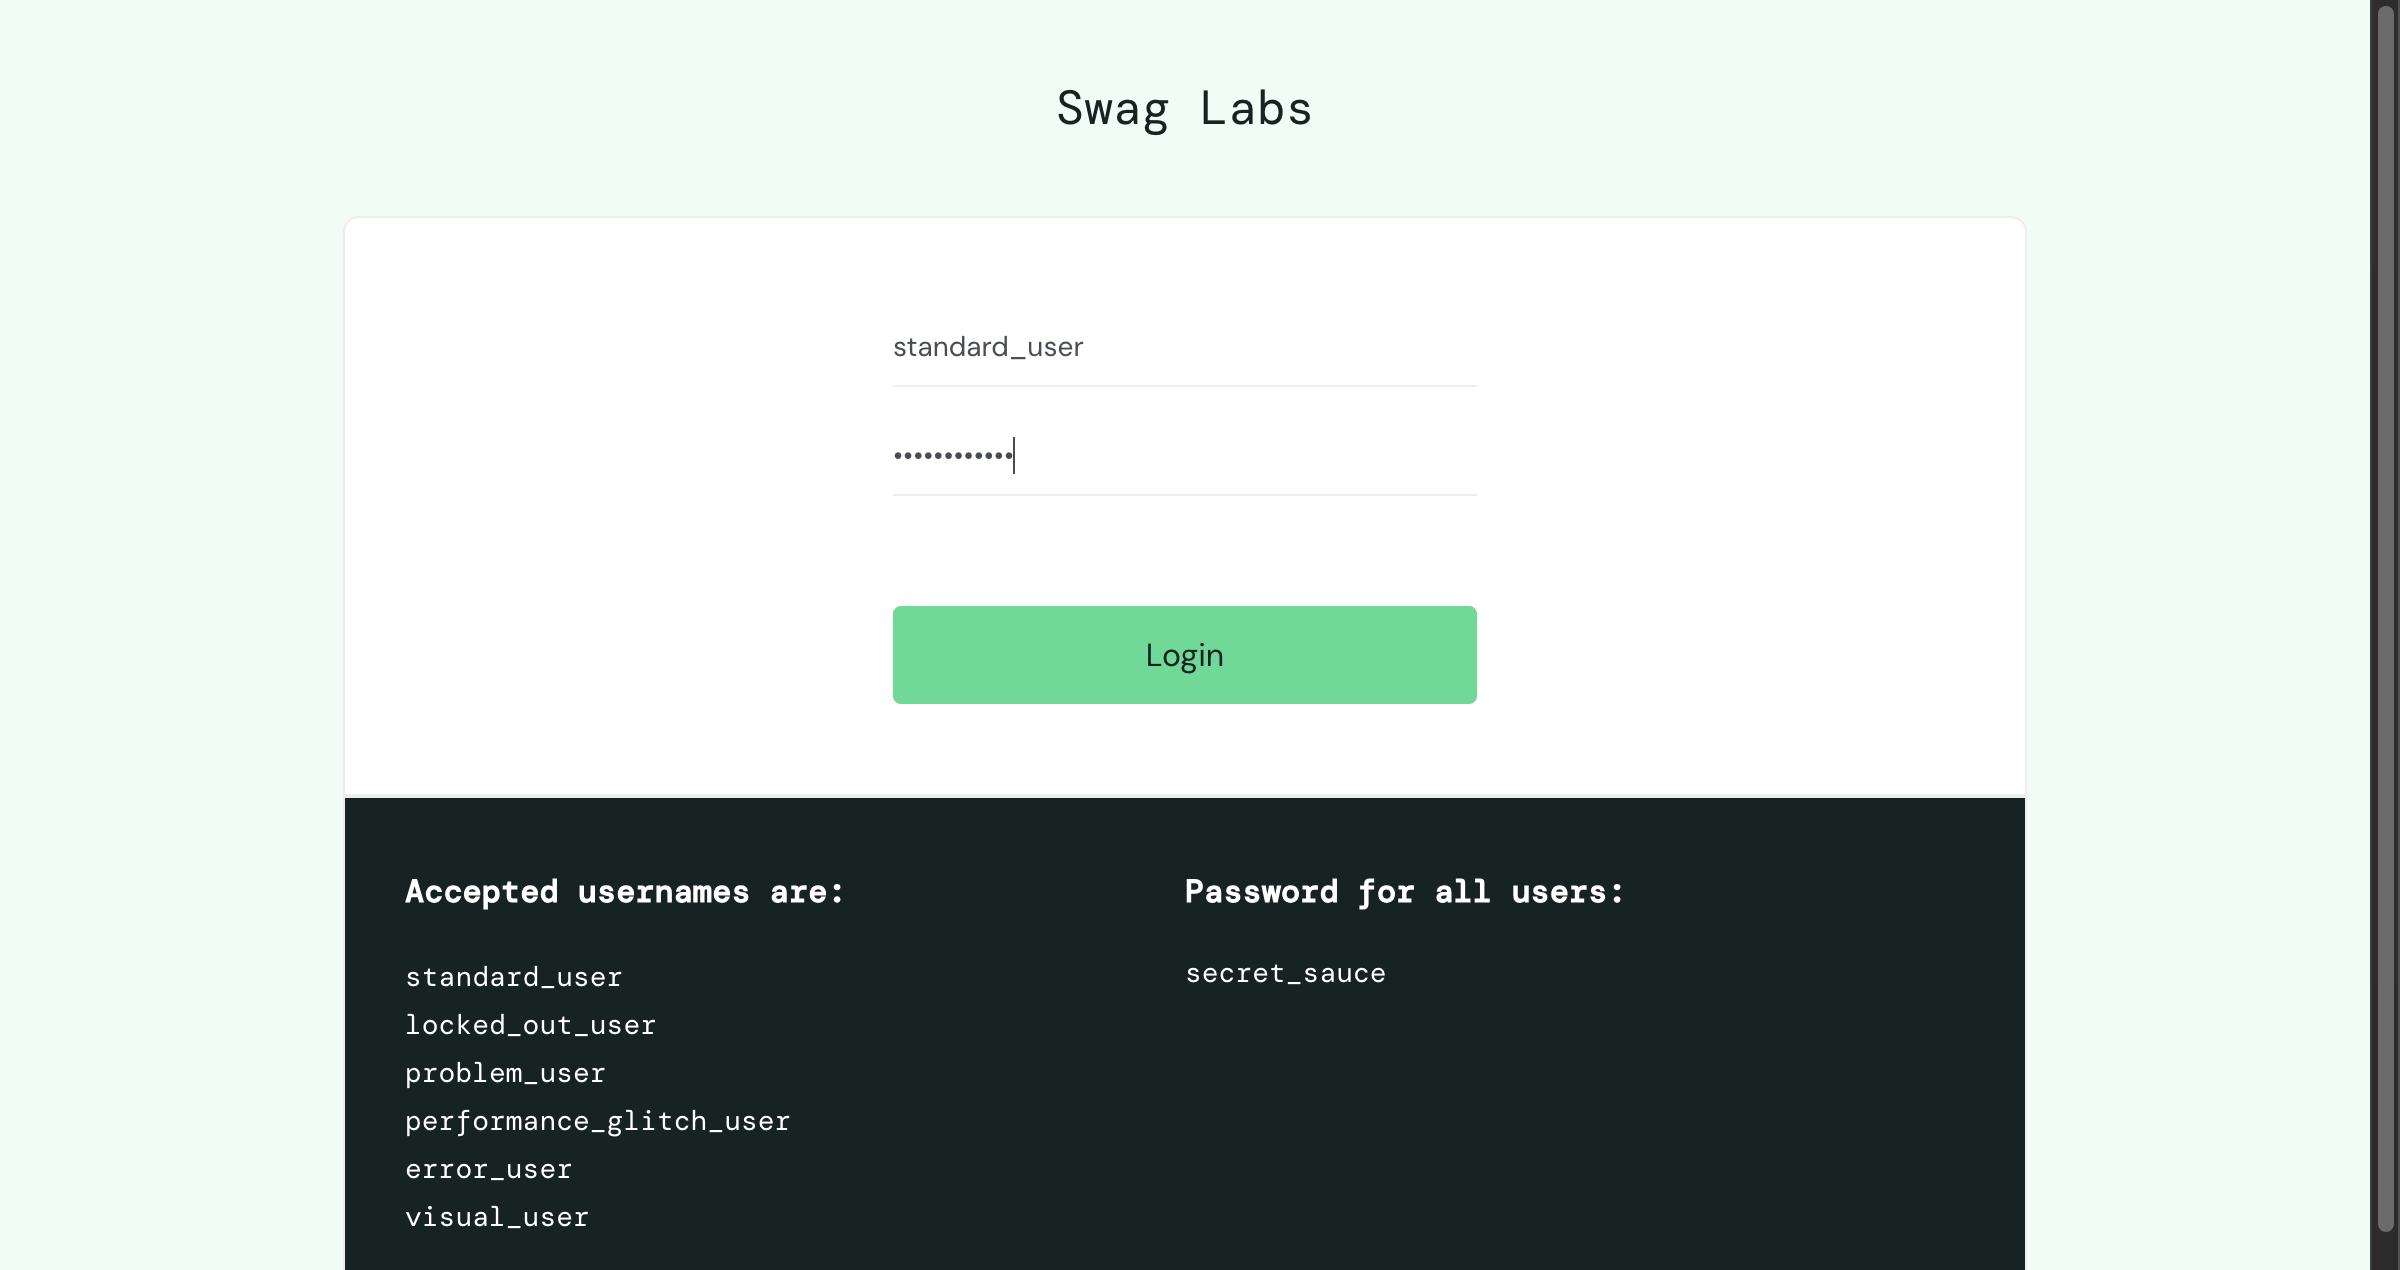 Swag Labs
standard_user
••••••••••••
Login
Accepted usernames are:
standard_user
locked_out_user
problem_user
performance_glitch_user
error_user
visual_user
Password for all users:
secret_sauce